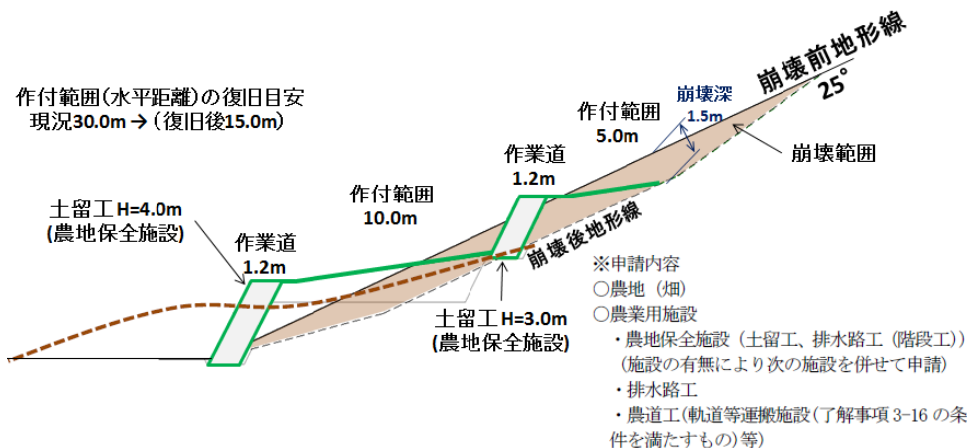 崩壊前地形線
25°
作付範囲(水平距離)の復旧目安
現況30.0m → (復旧後15.0m)
作付範囲
5.0m
崩壊深
1.5m
崩壊範囲
作業道
1.2m
作付範囲
10.0m
土留工 H=4.0m
(農地保全施設)
作業道
1.2m
崩壊後地形線
土留工 H=3.0m
(農地保全施設)
※申請内容
○農地（畑）
○農業用施設
・農地保全施設（土留工、排水路工（階段工））
（施設の有無により次の施設を併せて申請）
・排水路工
・農道工(軌道等運搬施設(了解事項 3-16 の条
件を満たすもの)等)